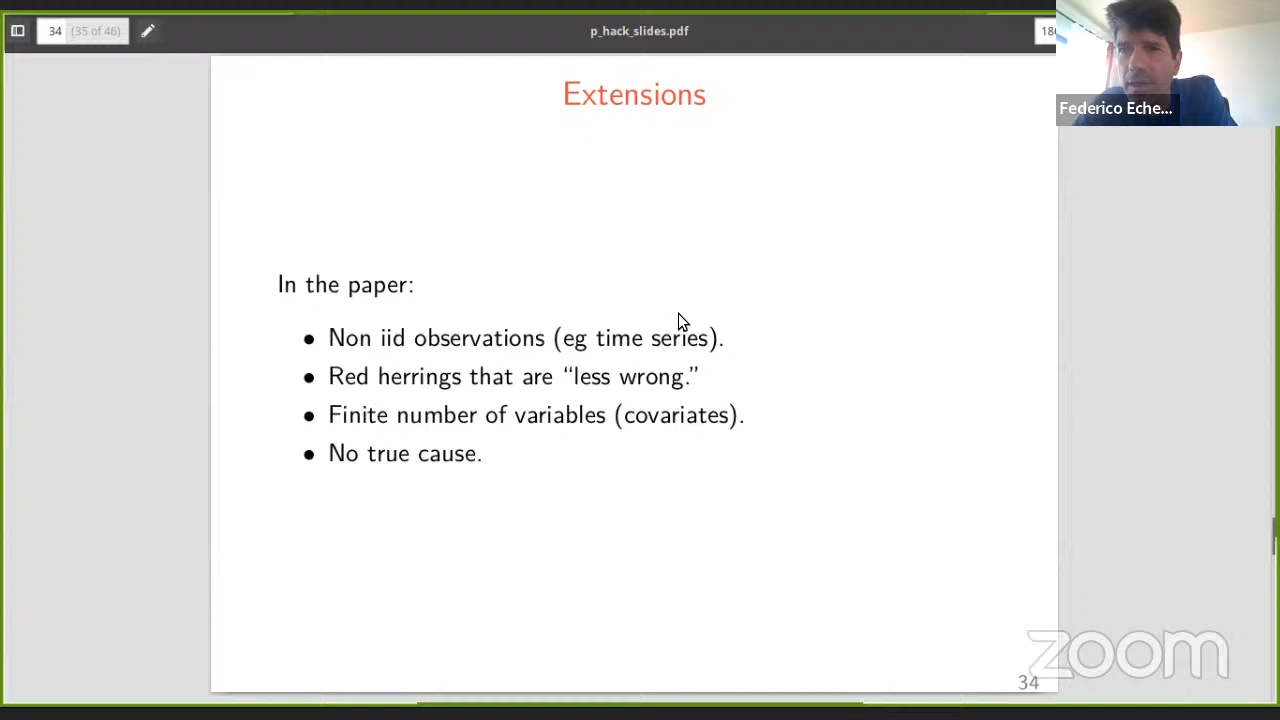 34 (35 of 46)
p_hack_slides.pdf
Federico Eche...
Extensions
In the paper:
• Non iid observations (eg time series).
• Red herrings that are “less wrong.”
• Finite number of variables (covariates).
• No true cause.
zoom
34